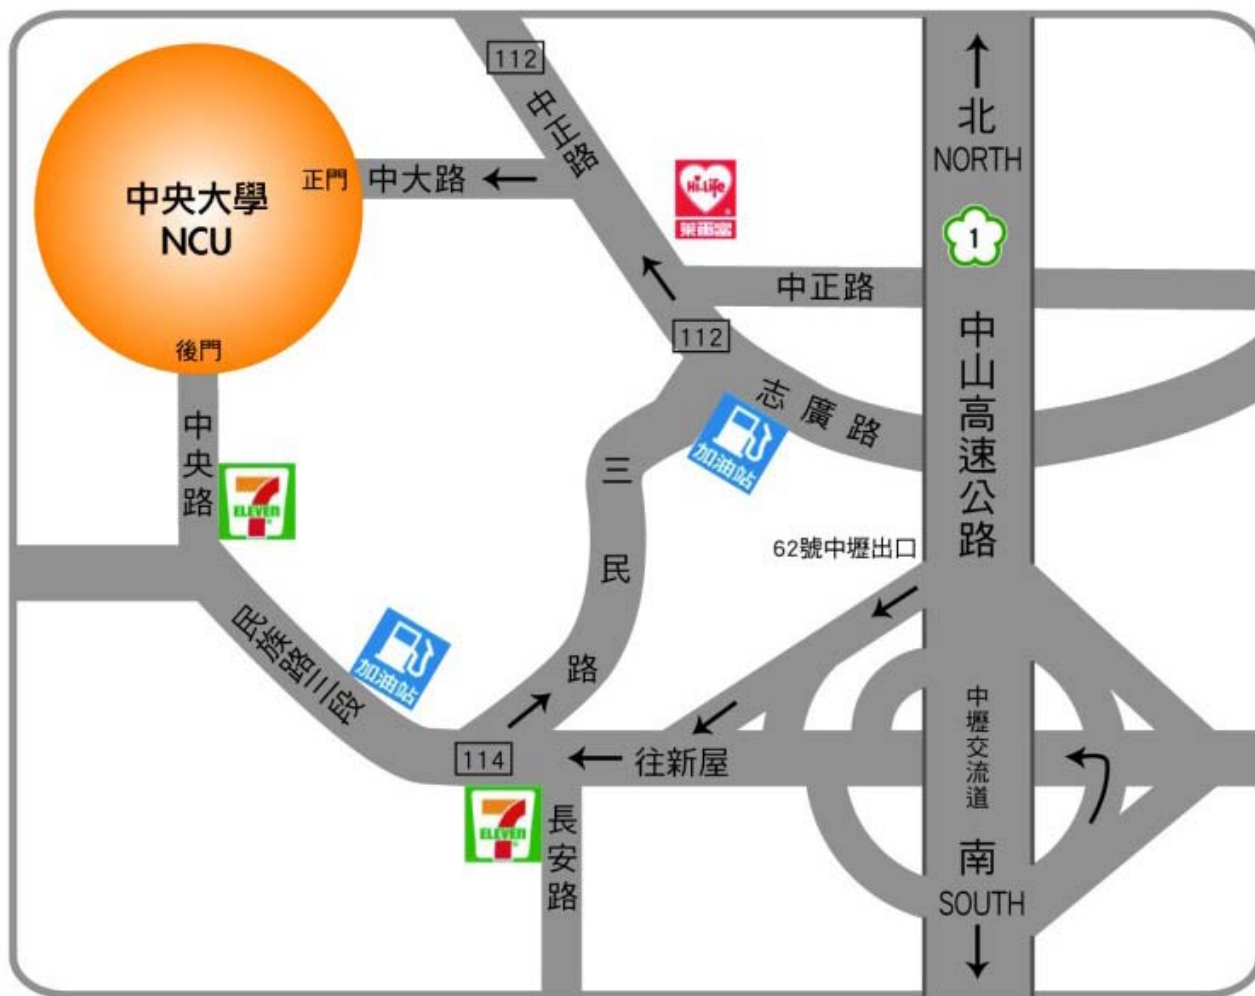 112
中正路
北
NORTH
正門
中大路
Hi-Life
萊爾富
中央大學
NCU
1
中正路
中山高速公路
112
後門
志廣路
加油站
中央路
三民路
7
ELEVEN
62號中壢出口
民族路三段
加油站
中壢交流道
114
往新屋
7
ELEVEN
長安路
南
SOUTH